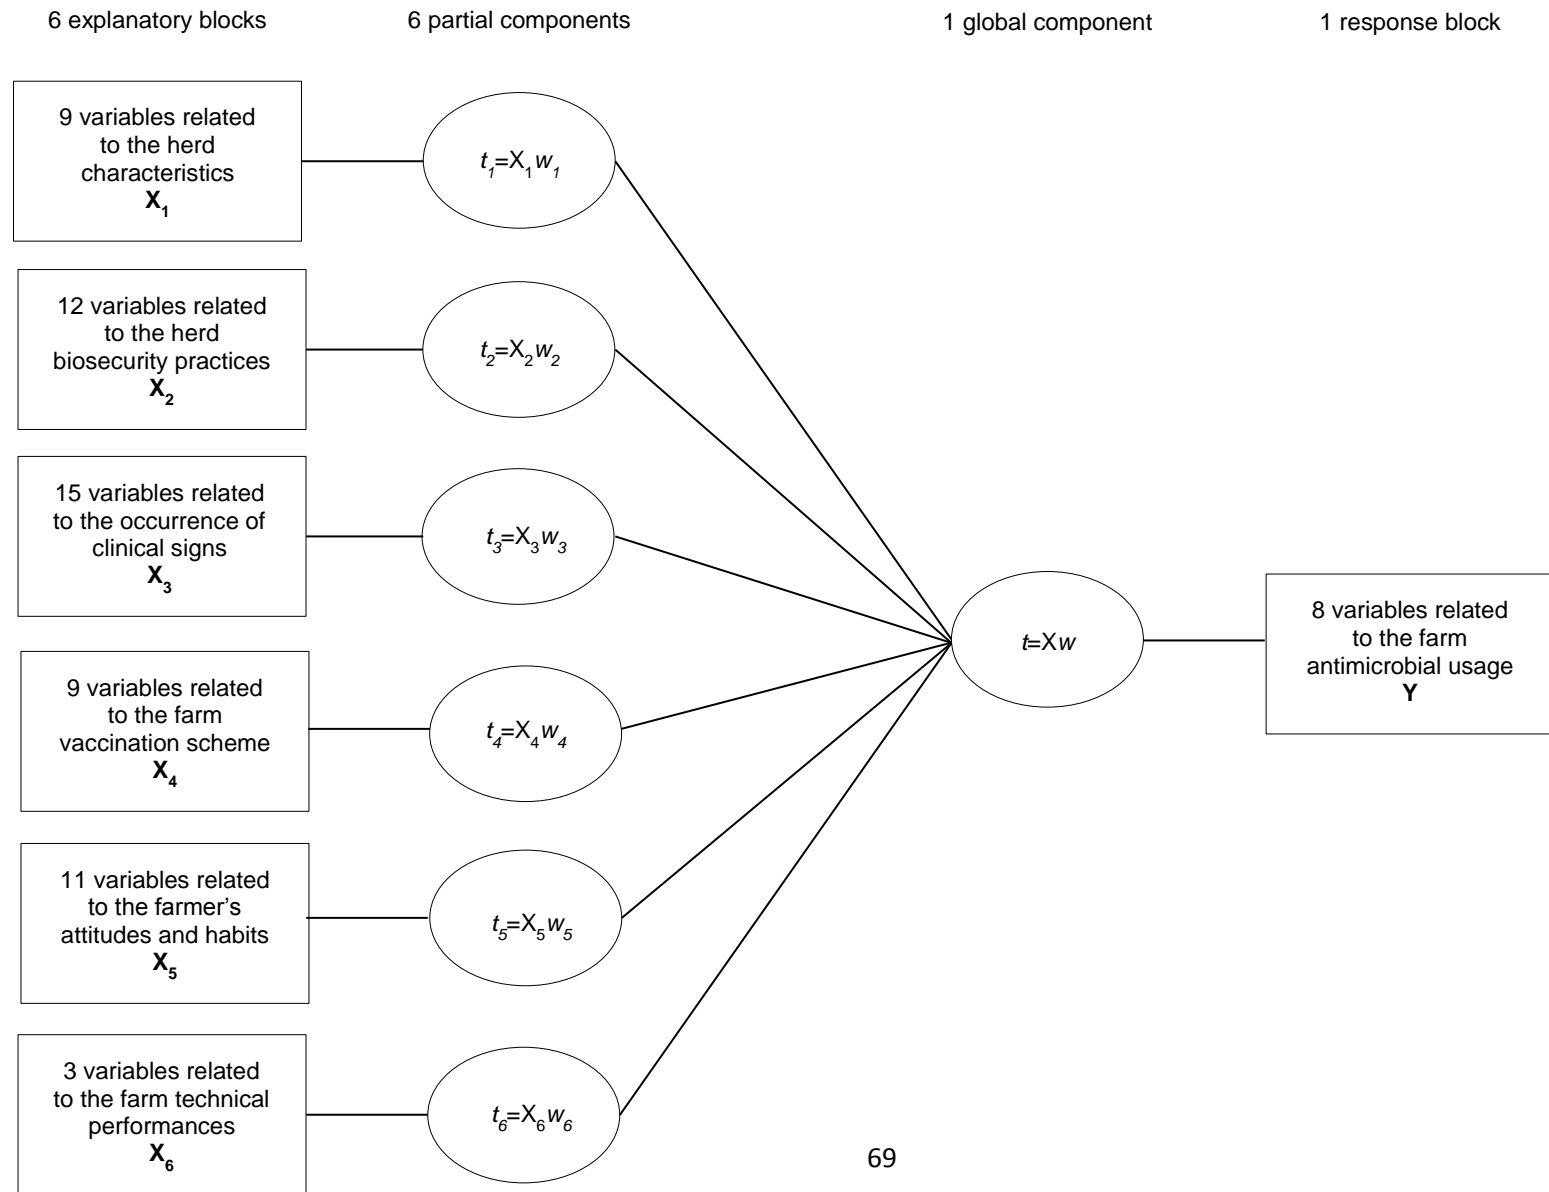 6 explanatory blocks
6 partial components
1 global component
1 response block
9 variables related
to the herd
characteristics
X1
t1=X1w1
12 variables related
to the herd
biosecurity practices
X2
t2=X2w2
15 variables related
to the occurrence of
clinical signs
X3
t3=X3w3
t=Xw
8 variables related
to the farm
antimicrobial usage
Y
9 variables related
to the farm
vaccination scheme
X4
t4=X4w4
11 variables related
to the farmer’s
attitudes and habits
X5
t5=X5w5
3 variables related
to the farm technical
performances
X6
t6=X6w6
69